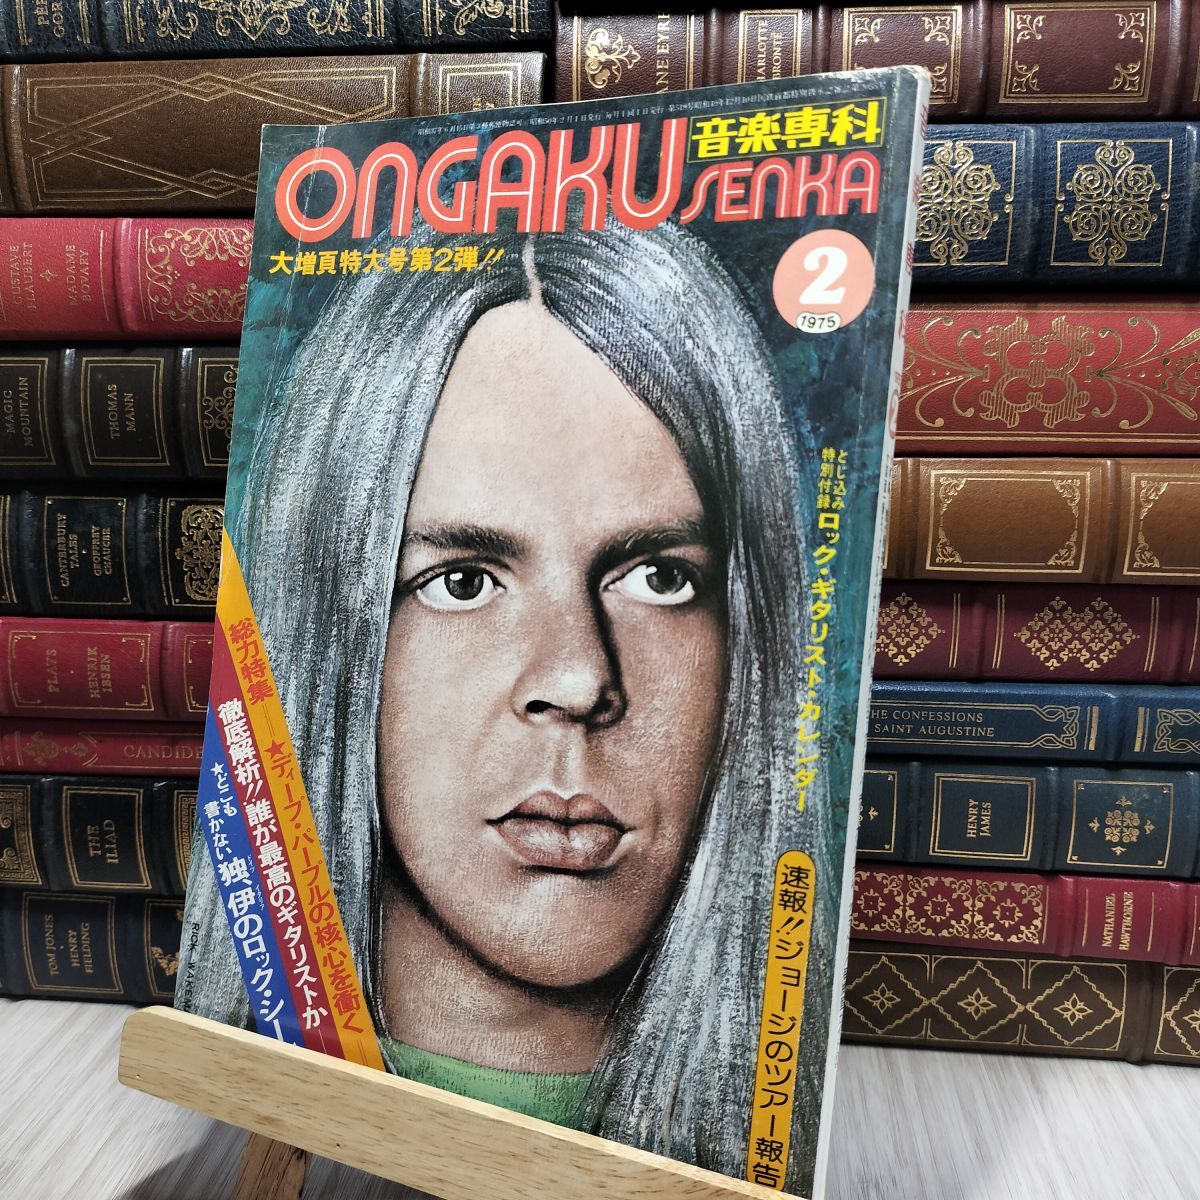 音楽専科
ONGAKU SENKA
大増頁特大号第2弾!!
2
1975
とじ込み
特別付録
ロック・ギタリスト・カレンダー
総力特集
★ディープ・パープルの核心を衝く
徹底解析!!誰が最高のギタリストか
★どこも
書かない
独、伊のロック・シー
速報!!ジョージのツアー報告
JANE EYRE
CHARLOTTE
BRONTË
GUSTAVE
FLAUBERT
MADAME
BOVARY
MAGIC
MOUNTAIN
THOMAS
MANN
CANTERBURY
TALES
GEOFFREY
CHAUCER
PLAYS
HENRIK
IBSEN
CANDIDE
THE
ILIAD
TOM JONES
HENRY
FIELDING
THE CONFESSIONS
SAINT AUGUSTINE
HENRY
JAMES
NATHANIEL
HAWTHORNE